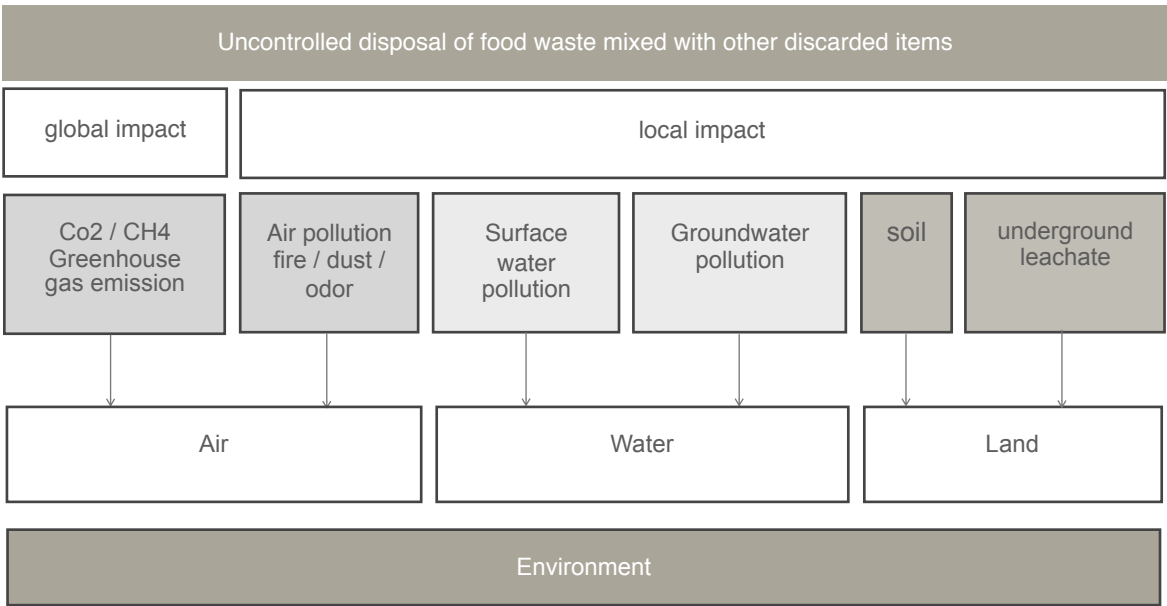 Uncontrolled disposal of food waste mixed with other discarded items
global impact
local impact
Co2 / CH4
Greenhouse
gas emission
Air pollution
fire / dust /
odor
Surface
water
pollution
Groundwater
pollution
soil
underground
leachate
Air
Water
Land
Environment